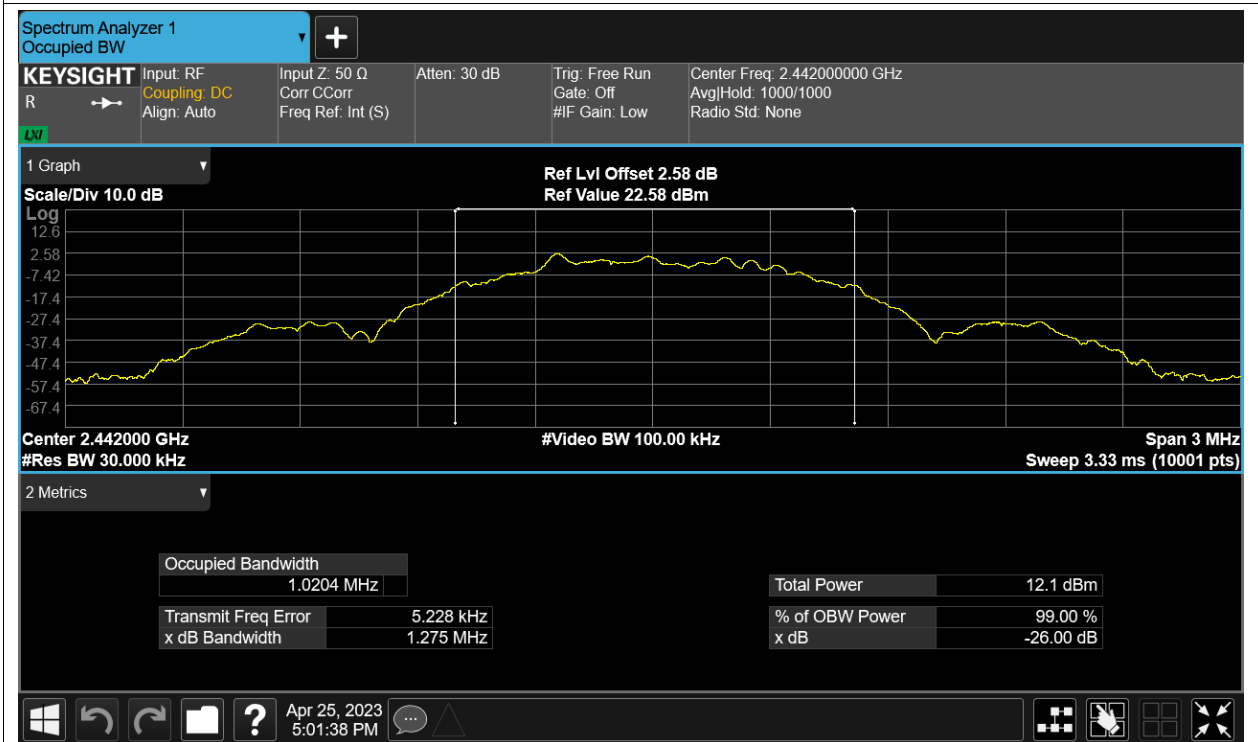 Spectrum Analyzer 1
Occupied BW
KEYSIGHT
R
LXI
Input: RF
Coupling: DC
Align: Auto
Input Z: 50 Ω
Corr CCorr
Freq Ref: Int (S)
Atten: 30 dB
Trig: Free Run
Gate: Off
#IF Gain: Low
Center Freq: 2.442000000 GHz
Avg|Hold: 1000/1000
Radio Std: None
1 Graph
Scale/Div 10.0 dB
Ref Lvl Offset 2.58 dB
Ref Value 22.58 dBm
Log
12.6
2.58
-7.42
-17.4
-27.4
-37.4
-47.4
-57.4
-67.4
Center 2.442000 GHz
#Res BW 30.000 kHz
#Video BW 100.00 kHz
Span 3 MHz
Sweep 3.33 ms (10001 pts)
2 Metrics
Occupied Bandwidth
1.0204 MHz
Transmit Freq Error 5.228 kHz
x dB Bandwidth 1.275 MHz
Total Power 12.1 dBm
% of OBW Power 99.00 %
x dB -26.00 dB
?
Apr 25, 2023
5:01:38 PM